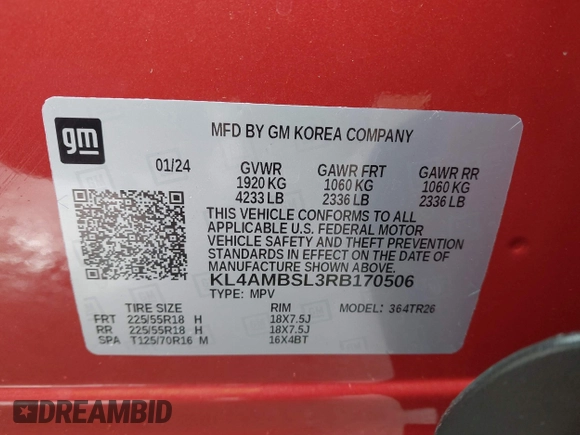 gm
MFD BY GM KOREA COMPANY
01/24 GVWR GAWR FRT GAWR RR
1920 KG 1060 KG 1060 KG
4233 LB 2336 LB 2336 LB
THIS VEHICLE CONFORMS TO ALL
APPLICABLE U.S. FEDERAL MOTOR
VEHICLE SAFETY AND THEFT PREVENTION
STANDARDS IN EFFECT ON THE DATE OF
MANUFACTURE SHOWN ABOVE.
KL4AMBSL3RB170506
TYPE: MPV MODEL: 364TR26
TIRE SIZE RIM
FRT 225/55R18 H 18X7.5J
RR 225/55R18 H 18X7.5J
SPA T125/70R16 M 16X4BT
DREAMBID